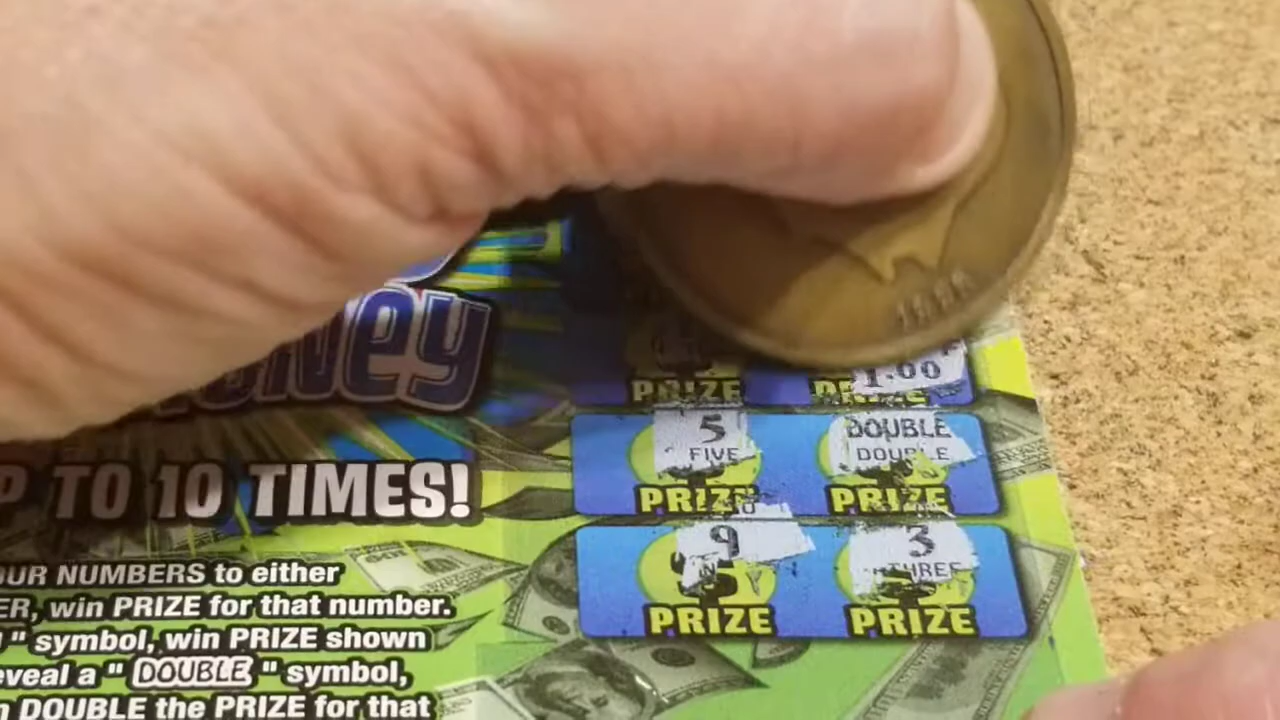 PRIZE
1.00
5
FIVE
DOUBLE
DOUBLE
PRIZE
PRIZE
P TO 10 TIMES!
9
3
THREE
PRIZE
PRIZE
OUR NUMBERS to either
ER, win PRIZE for that number.
" symbol, win PRIZE shown
eveal a " DOUBLE " symbol,
DOUBLE the PRIZE for that